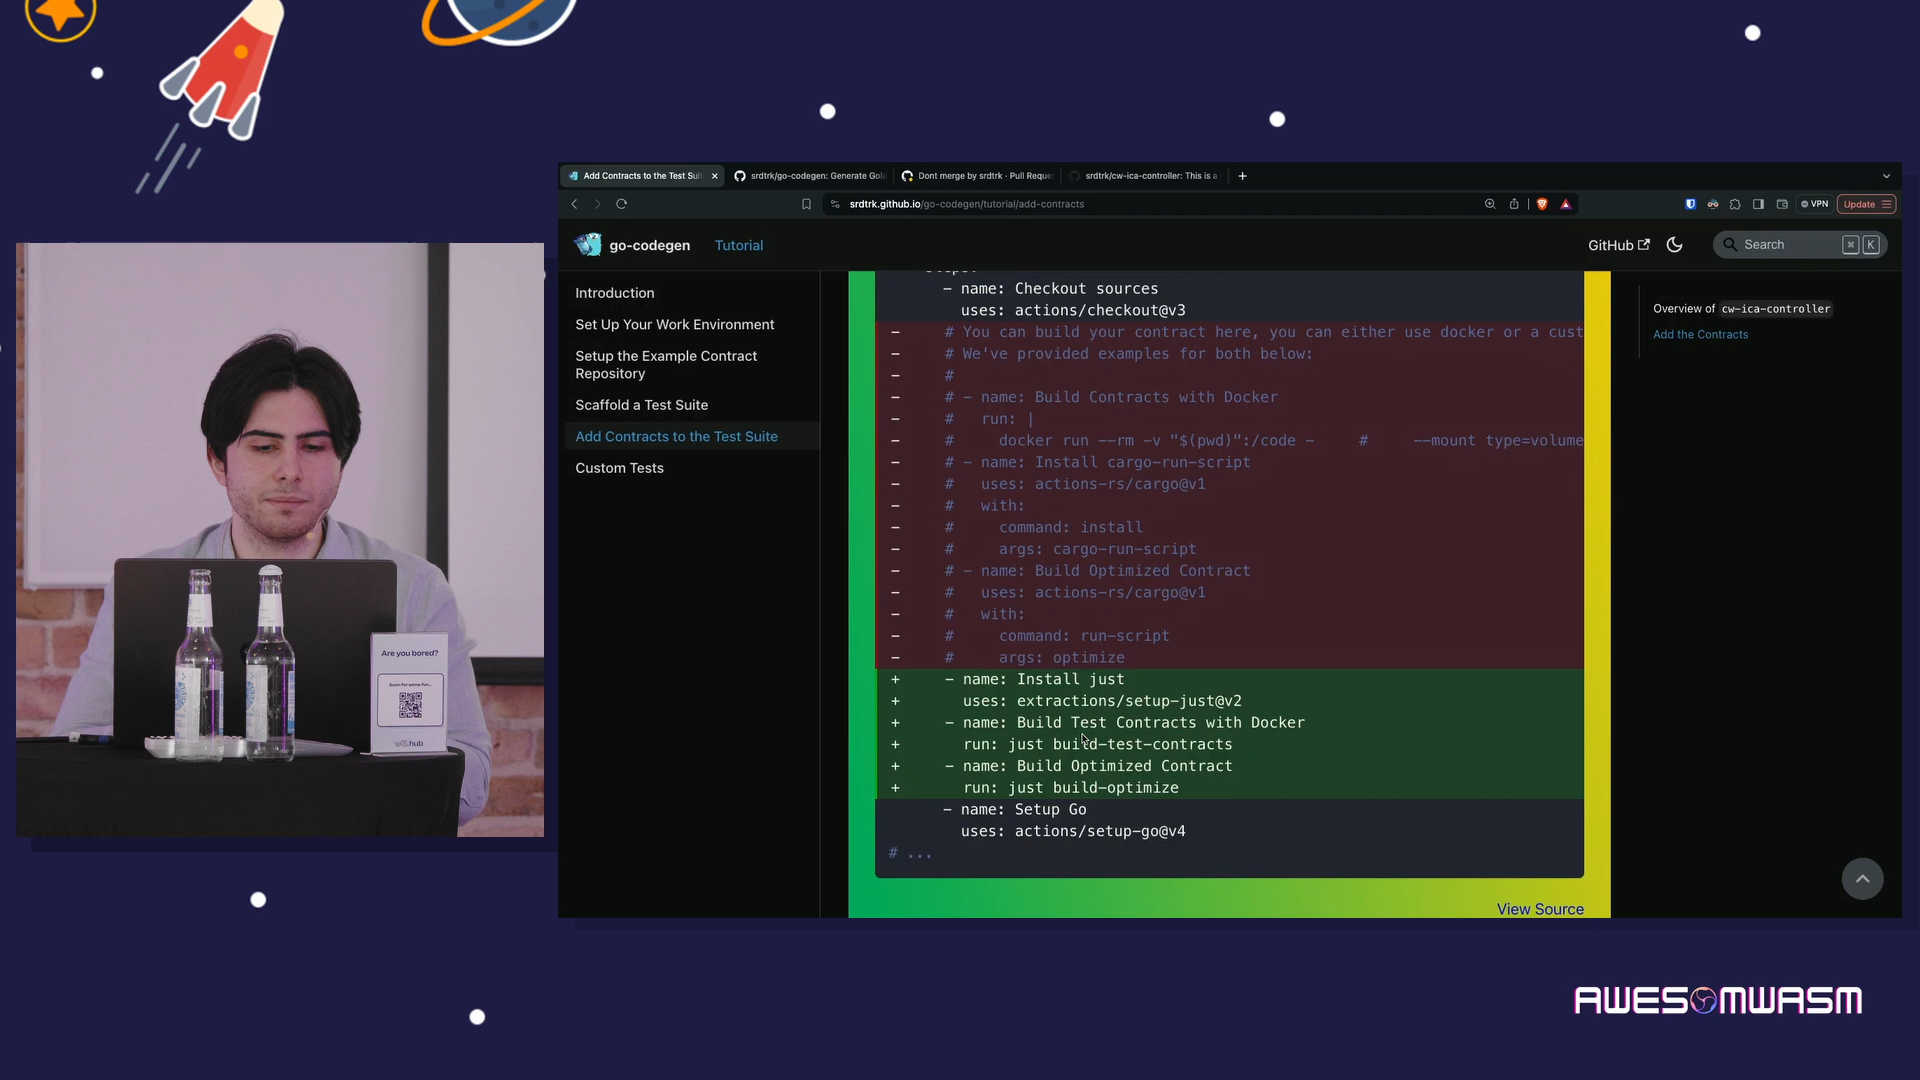 Add Contracts to the Test Sui
srdtrk/go-codegen: Generate Gol
Dont merge by srdtrk · Pull Reque
srdtrk/cw-ica-controller: This is a
srdtrk.github.io/go-codegen/tutorial/add-contracts
VPN
Update
go-codegen
Tutorial
GitHub
Search
K
Introduction
Set Up Your Work Environment
Setup the Example Contract
Repository
Scaffold a Test Suite
Add Contracts to the Test Suite
Custom Tests
- name: Checkout sources
uses: actions/checkout@v3
- # You can build your contract here, you can either use docker or a cust
- # We've provided examples for both below:
- #
- # - name: Build Contracts with Docker
- # run: |
- # docker run --rm -v "$(pwd)":/code - # --mount type=volume
- # - name: Install cargo-run-script
- # uses: actions-rs/cargo@v1
- # with:
- # command: install
- # args: cargo-run-script
- # - name: Build Optimized Contract
- # uses: actions-rs/cargo@v1
- # with:
- # command: run-script
- # args: optimize
+ - name: Install just
+ uses: extractions/setup-just@v2
+ - name: Build Test Contracts with Docker
+ run: just build-test-contracts
+ - name: Build Optimized Contract
+ run: just build-optimize
- name: Setup Go
uses: actions/setup-go@v4
# ...
View Source
Overview of cw-ica-controller
Add the Contracts
Are you bored?
Scan for some fun...
AWESOMWASM